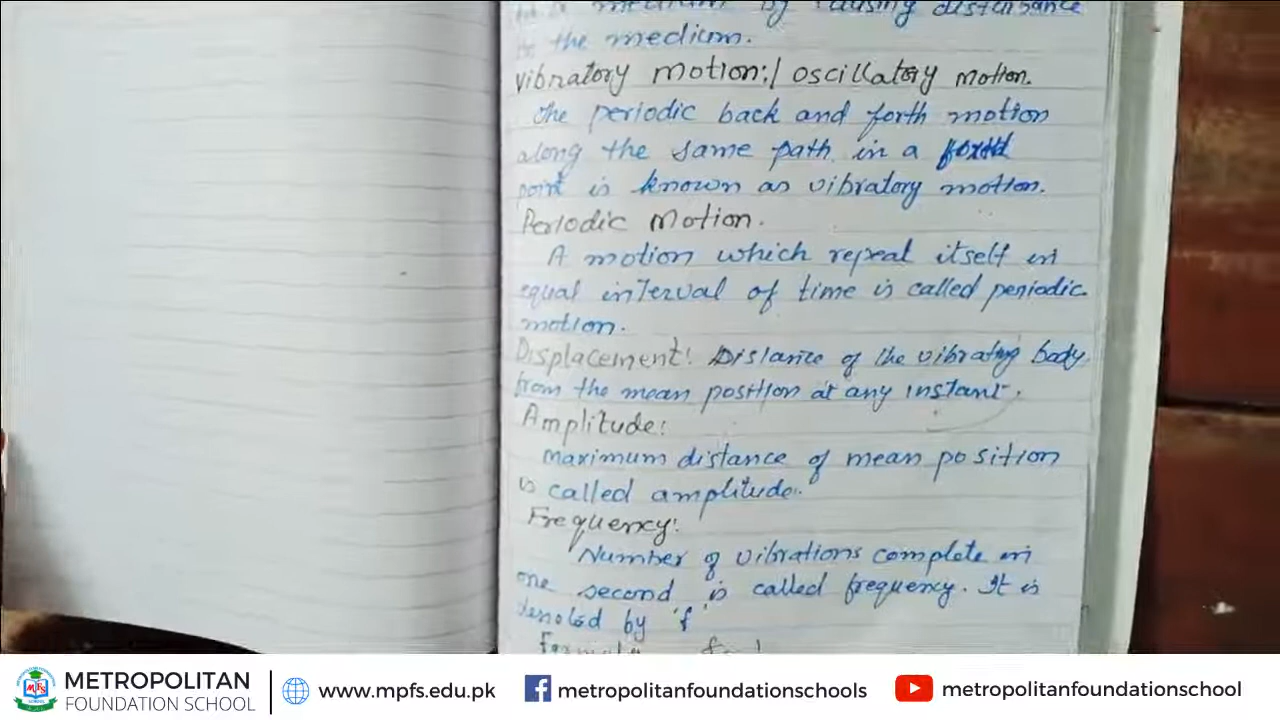 a medium by causing disturbance
the medium.
vibratory motion:/ oscillatory motion.
The periodic back and forth motion
along the same path in a
point is known as vibratory motion.
Periodic Motion.
A motion which repeat itself in
equal interval of time is called periodic
motion.
Displacement: Distance of the vibrating body
from the mean position at any instant.
Amplitude:
maximum distance of mean position
is called amplitude.
Frequency:
Number of vibrations complete in
one second is called frequency. It is
denoted by 'f'
METROPOLITAN
FOUNDATION SCHOOL
www.mpfs.edu.pk
metropolitanfoundationschools
metropolitanfoundationschool